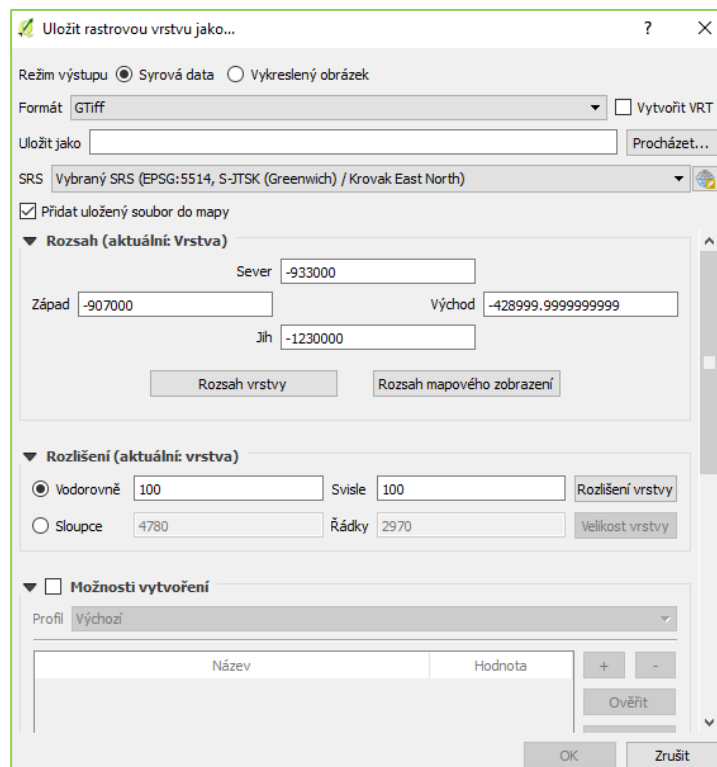 Uložit rastrovou vrstvu jako... ? ×
Režim výstupu Syrová data Vykreslený obrázek
Formát GTiff Vytvořit VRT
Uložit jako Procházet...
SRS Vybraný SRS (EPSG:5514, S-JTSK (Greenwich) / Krovak East North)
Přidat uložený soubor do mapy
Rozsah (aktuální: Vrstva)
Sever -933000
Západ -907000 Východ -428999.9999999999
Jih -1230000
Rozsah vrstvy Rozsah mapového zobrazení
Rozlišení (aktuální: vrstva)
Vodorovně 100 Svisle 100 Rozlišení vrstvy
Sloupce 4780 Řádky 2970 Velikost vrstvy
Možnosti vytvoření
Profil Výchozí
Název Hodnota + -
Ověřit
OK Zrušit